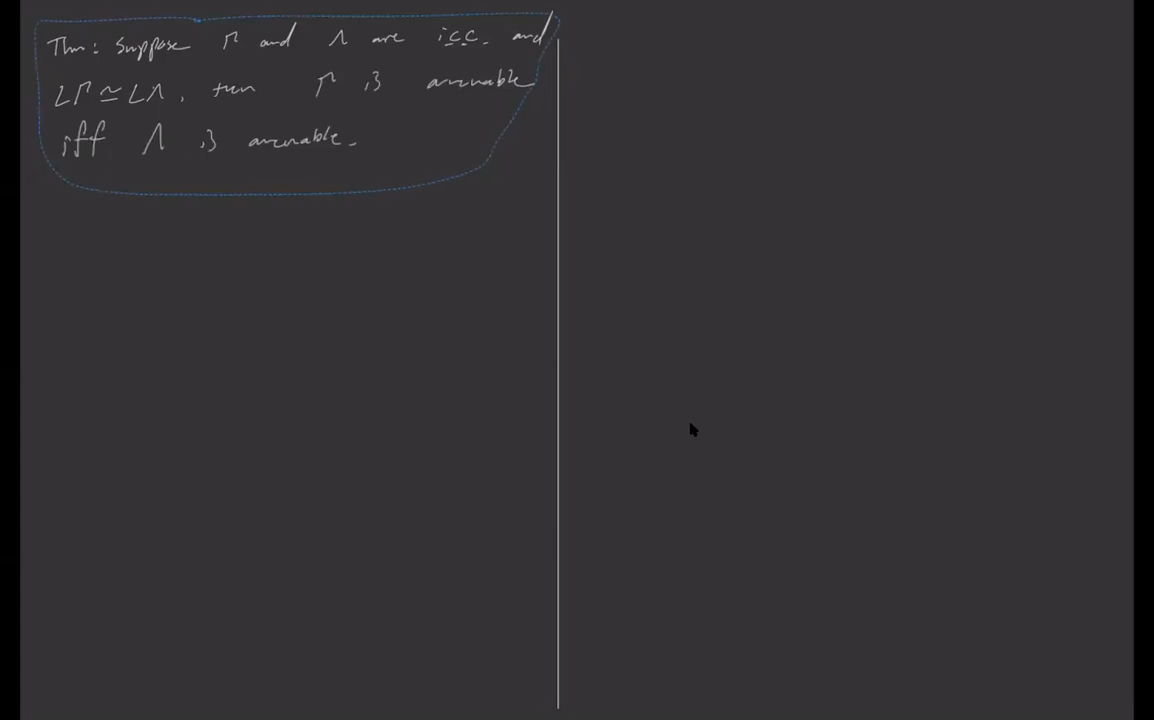 Thm: Suppose Γ and Λ are i.c.c. and
LΓ ≃ LΛ, then Γ is amenable
iff Λ is amenable.